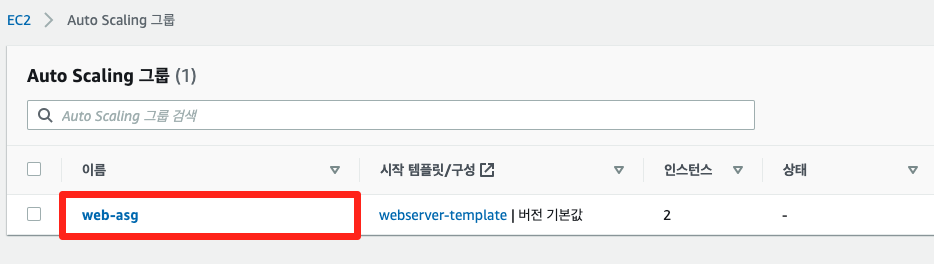 EC2 > Auto Scaling 그룹
Auto Scaling 그룹 (1)
Auto Scaling 그룹 검색
이름 시작 템플릿/구성 인스턴스 상태
web-asg webserver-template | 버전 기본값 2 -